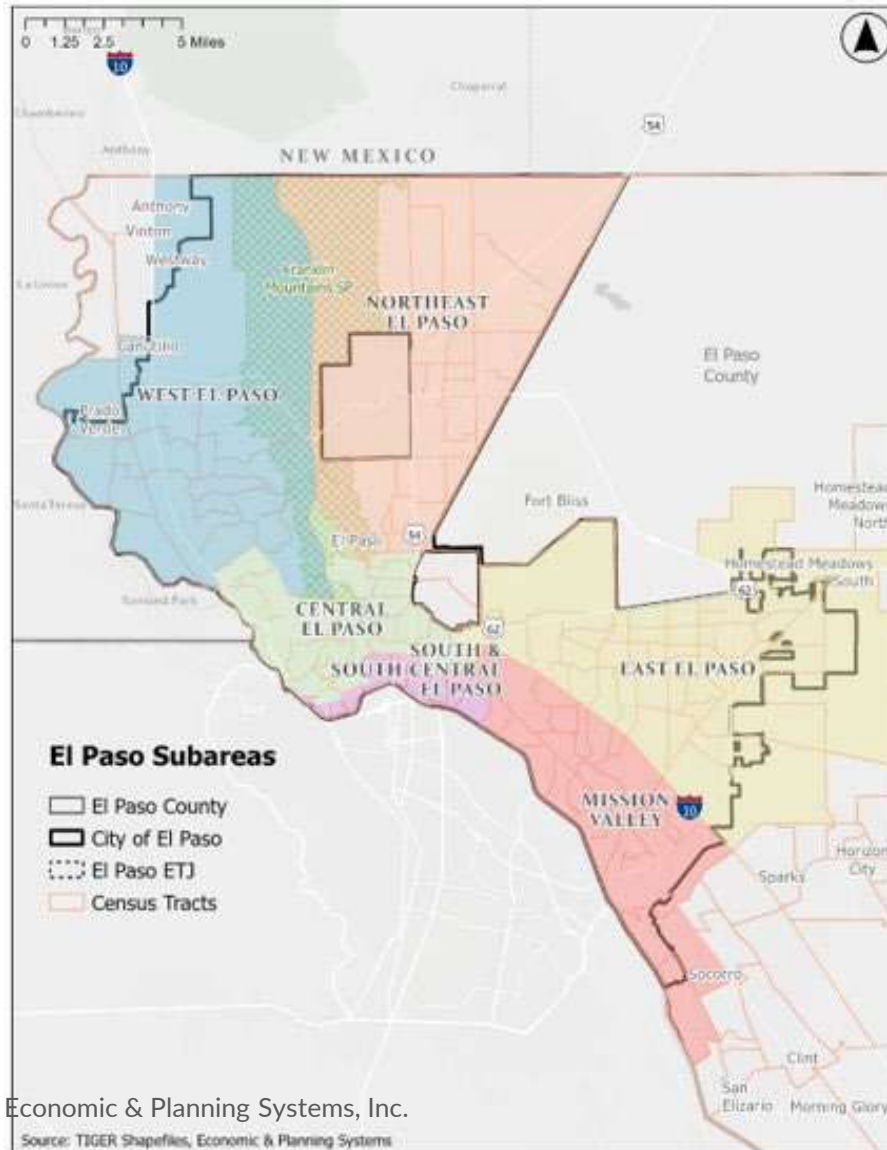 0 1.25 2.5 5 Miles
10
Chaparral
54
Anthony
NEW MEXICO
Anthony
Vinton
Westway
La Union
Franklin
Mountains SP
NORTHEAST
EL PASO
Canutillo
El Paso
County
WEST EL PASO
Prado
Verde
Santa Teresa
Fort Bliss
Homestead
Meadows
North
El Paso
54
Homestead Meadows
South
62
Sunland Park
CENTRAL
EL PASO
62
SOUTH &
SOUTH CENTRAL
EL PASO
EAST EL PASO
El Paso Subareas
El Paso County
City of El Paso
El Paso ETJ
Census Tracts
MISSION
VALLEY
10
Horizon
City
Sparks
Socorro
Clint
San
Elizario
Morning Glory
Economic & Planning Systems, Inc.
Source: TIGER Shapefiles, Economic & Planning Systems